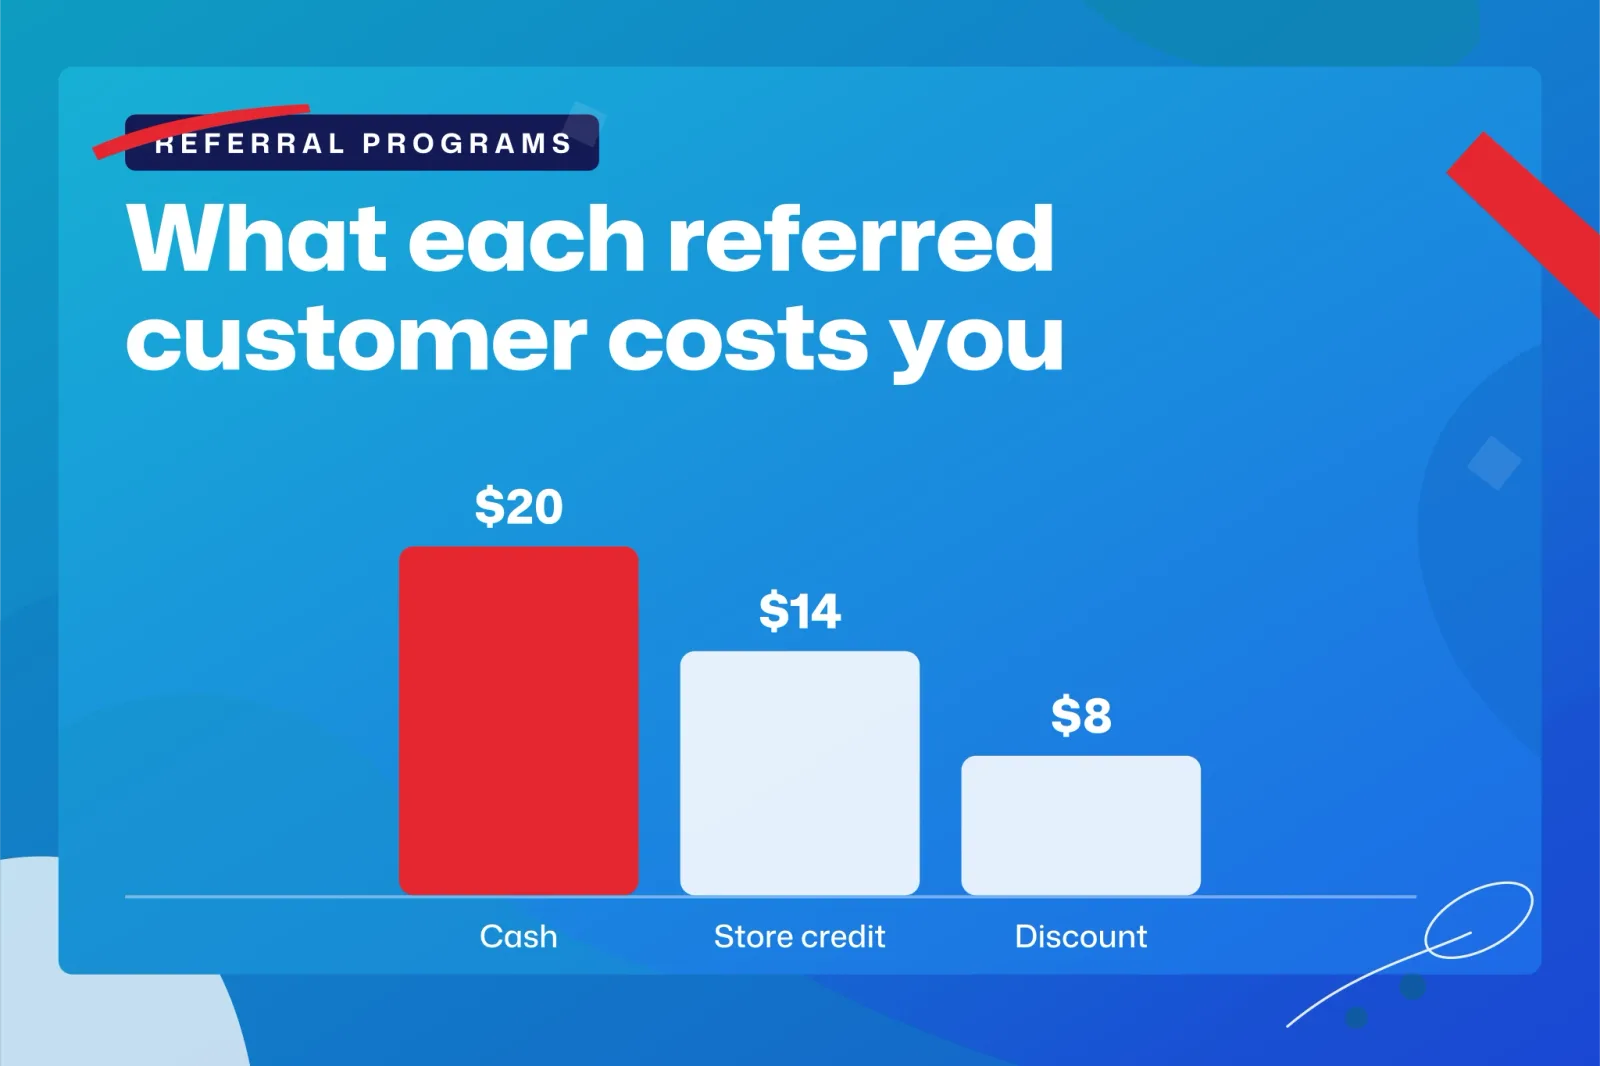 REFERRAL PROGRAMS
What each referred
customer costs you
$20
$14
$8
Cash
Store credit
Discount